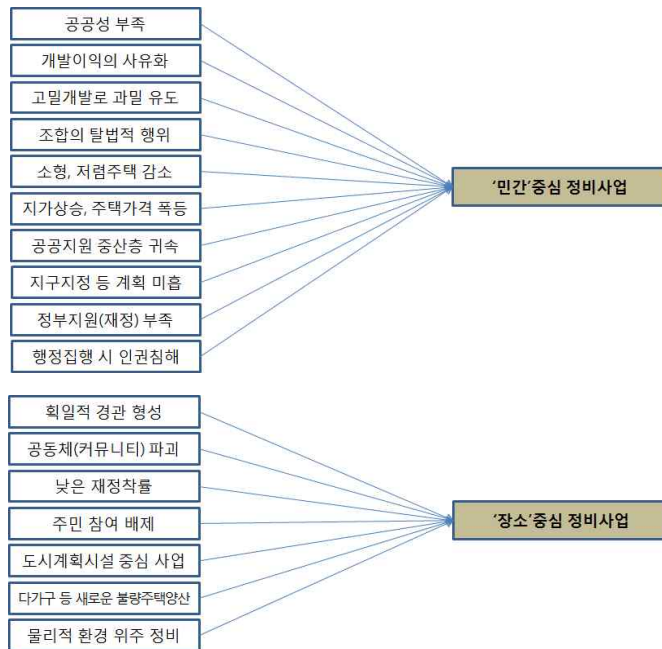 공공성 부족
개발이익의 사유화
고밀개발로 과밀 유도
조합의 탈법적 행위
소형, 저렴주택 감소
지가상승, 주택가격 폭등
공공지원 중산층 귀속
지구지정 등 계획 미흡
정부지원(재정) 부족
행정집행 시 인권침해
‘민간’중심 정비사업
획일적 경관 형성
공동체(커뮤니티) 파괴
낮은 재정착률
주민 참여 배제
도시계획시설 중심 사업
다가구 등 새로운 불량주택양산
물리적 환경 위주 정비
‘장소’중심 정비사업